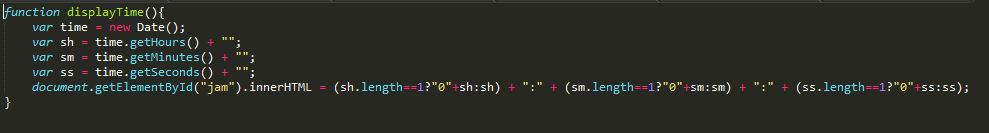 function displayTime(){
    var time = new Date();
    var sh = time.getHours() + "";
    var sm = time.getMinutes() + "";
    var ss = time.getSeconds() + "";
    document.getElementById("jam").innerHTML = (sh.length==1?"0"+sh:sh) + ":" + (sm.length==1?"0"+sm:sm) + ":" + (ss.length==1?"0"+ss:ss);
}